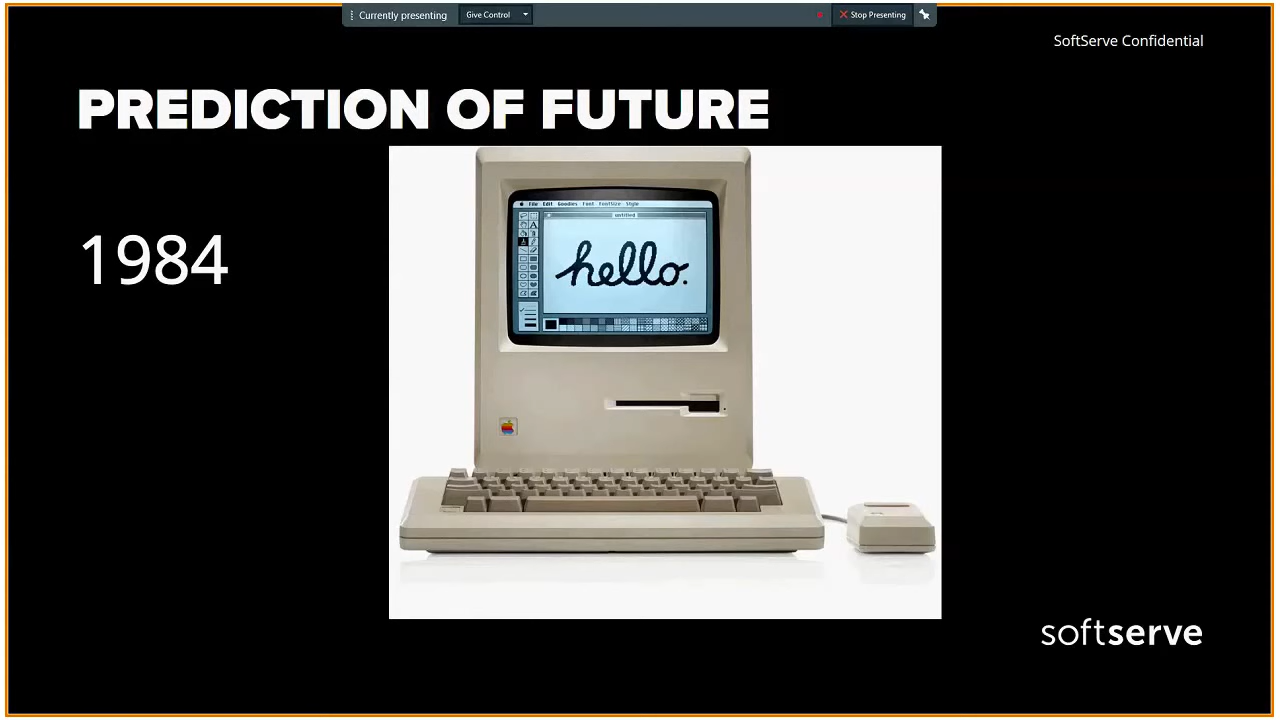 Currently presenting
Give Control
Stop Presenting
SoftServe Confidential
PREDICTION OF FUTURE
1984
File Edit Goodies Font FontSize Style
untitled
hello.
softserve